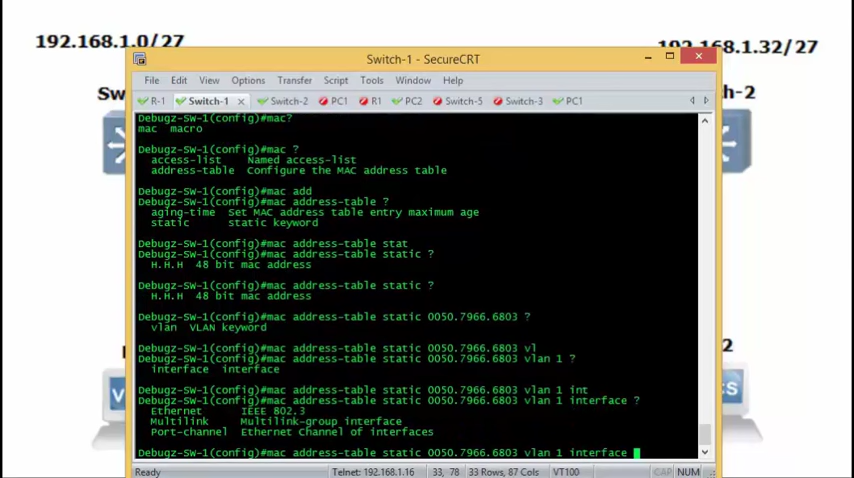 192.168.1.0/27
192.168.1.32/27
Switch-1 - SecureCRT
File Edit View Options Transfer Script Tools Window Help
Sw
R-1 Switch-1 Switch-2 PC1 R1 PC2 Switch-5 Switch-3 PC1
h-2
Debugz-SW-1(config)#mac?
mac macro
Debugz-SW-1(config)#mac ?
access-list Named access-list
address-table Configure the MAC address table
Debugz-SW-1(config)#mac add
Debugz-SW-1(config)#mac address-table ?
aging-time Set MAC address table entry maximum age
static static keyword
Debugz-SW-1(config)#mac address-table stat
Debugz-SW-1(config)#mac address-table static ?
H.H.H 48 bit mac address
Debugz-SW-1(config)#mac address-table static ?
H.H.H 48 bit mac address
Debugz-SW-1(config)#mac address-table static 0050.7966.6803 ?
vlan VLAN keyword
Debugz-SW-1(config)#mac address-table static 0050.7966.6803 vl
2
Debugz-SW-1(config)#mac address-table static 0050.7966.6803 vlan 1 ?
interface interface
Debugz-SW-1(config)#mac address-table static 0050.7966.6803 vlan 1 int
Debugz-SW-1(config)#mac address-table static 0050.7966.6803 vlan 1 interface ?
Ethernet IEEE 802.3
Multilink Multilink-group interface
Port-channel Ethernet Channel of interfaces
Debugz-SW-1(config)#mac address-table static 0050.7966.6803 vlan 1 interface
Ready Telnet: 192.168.1.16 33, 78 33 Rows, 87 Cols VT100 CAP NUM